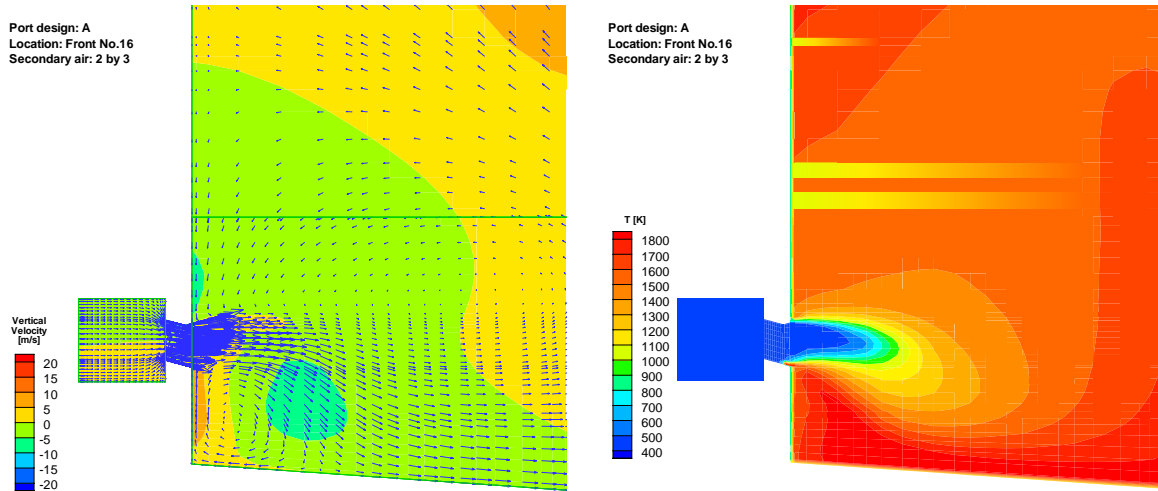 Port design: A
Location: Front No.16
Secondary air: 2 by 3
Vertical
Velocity
[m/s]
20
15
10
5
0
-5
-10
-15
-20
Port design: A
Location: Front No.16
Secondary air: 2 by 3
T [K]
1800
1700
1600
1500
1400
1300
1200
1100
1000
900
800
700
600
500
400